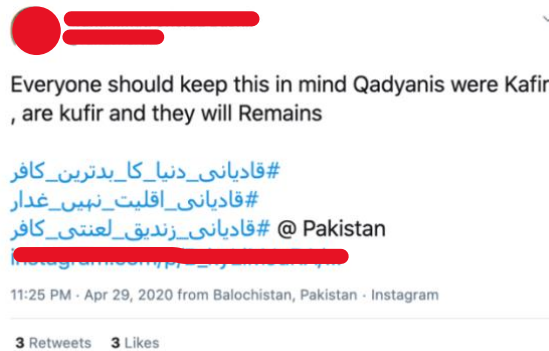 Everyone should keep this in mind Qadyanis were Kafir
, are kufir and they will Remains
#قادیانی_دنیا_کا_بدترین_کافر
#قادیانی_اقلیت_نہیں_غدار
#قادیانی_زندیق_لعنتی_کافر @ Pakistan
11:25 PM · Apr 29, 2020 from Balochistan, Pakistan · Instagram
3 Retweets 3 Likes